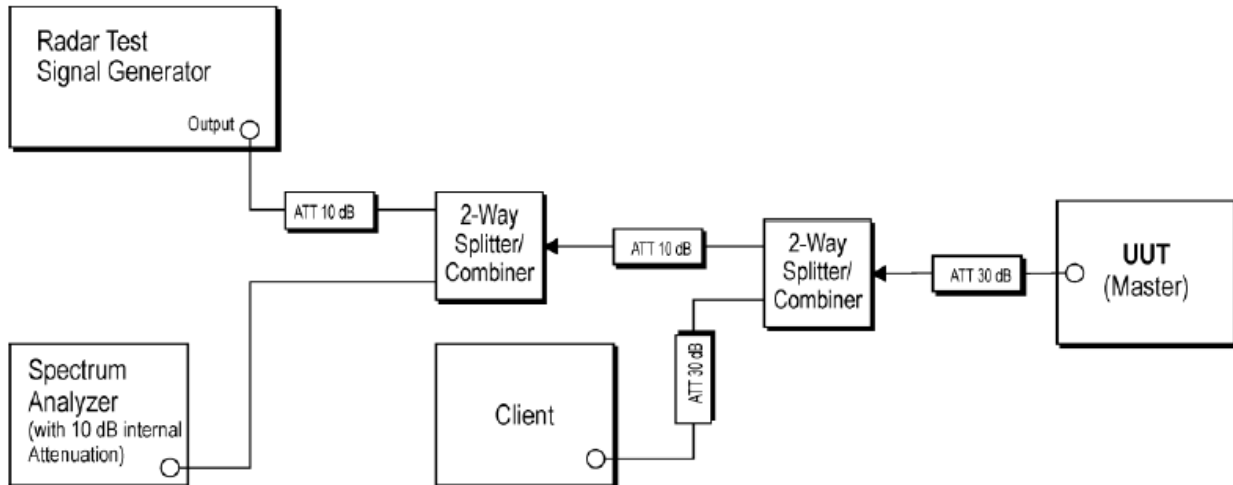 Radar Test
Signal Generator
Output
ATT 10 dB
2-Way
Splitter/
Combiner
ATT 10 dB
2-Way
Splitter/
Combiner
ATT 30 dB
UUT
(Master)
Spectrum
Analyzer
(with 10 dB internal
Attenuation)
Client
ATT 30 dB